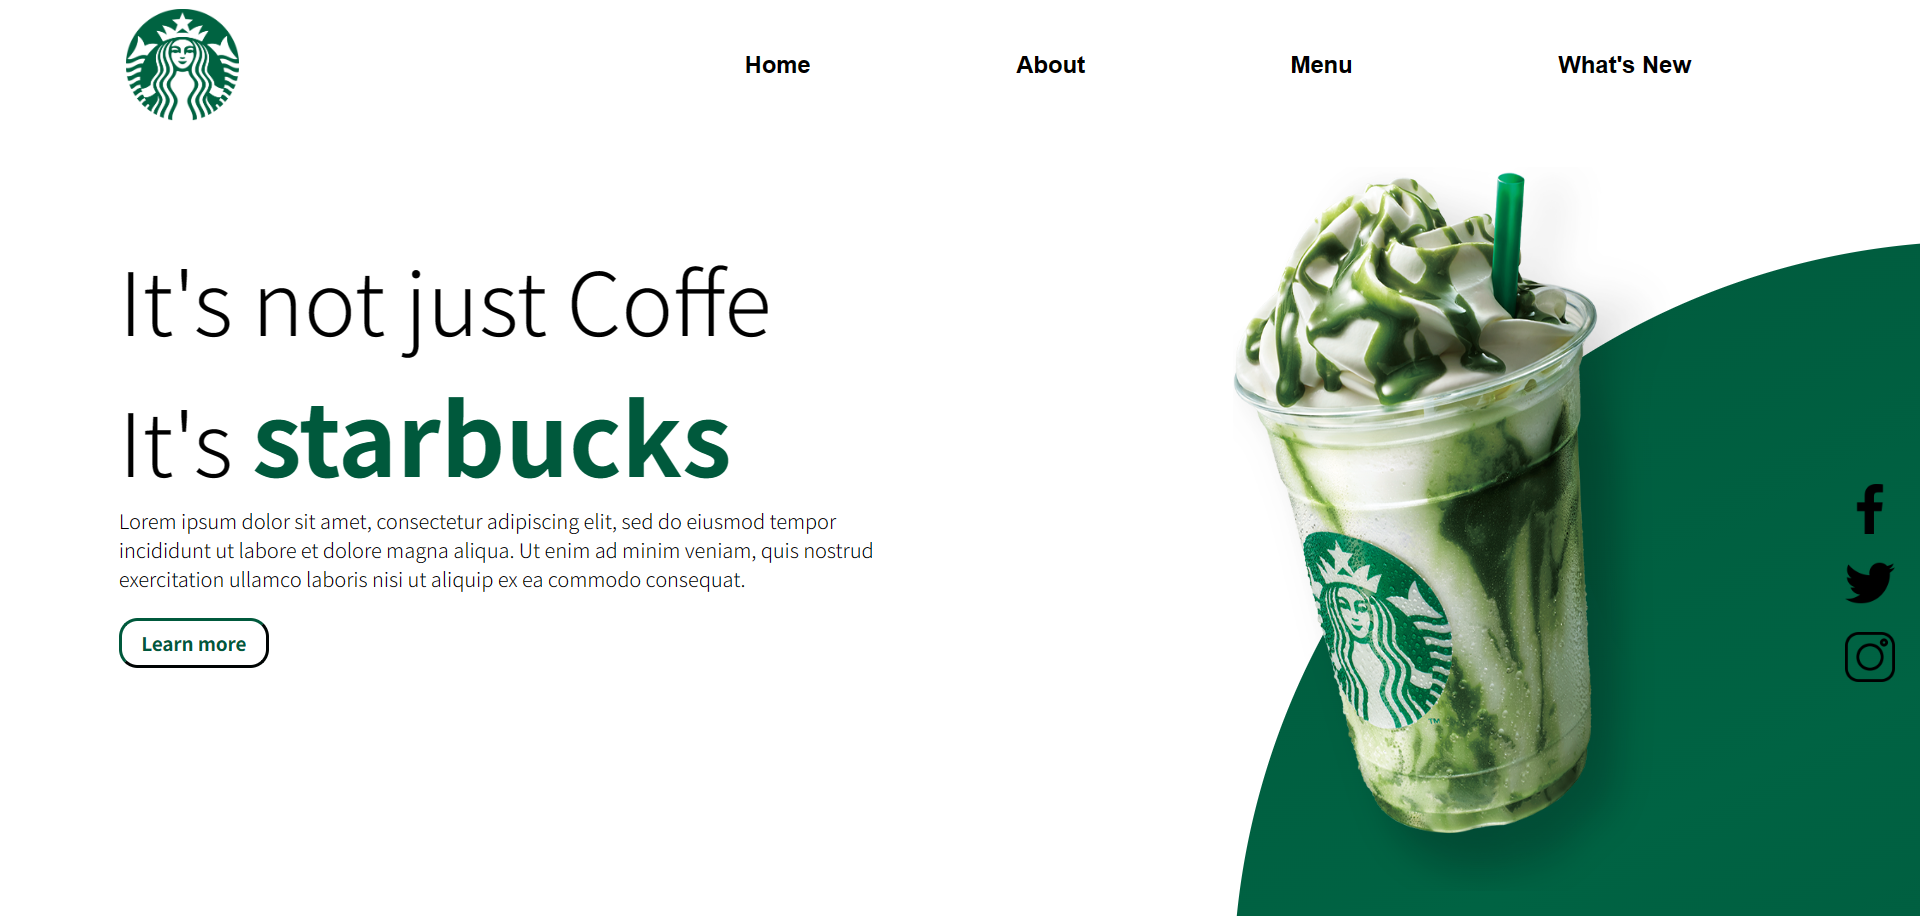 Home About Menu What's New
It's not just Coffe
It's starbucks
Lorem ipsum dolor sit amet, consectetur adipiscing elit, sed do eiusmod tempor
incididunt ut labore et dolore magna aliqua. Ut enim ad minim veniam, quis nostrud
exercitation ullamco laboris nisi ut aliquip ex ea commodo consequat.
Learn more
TM